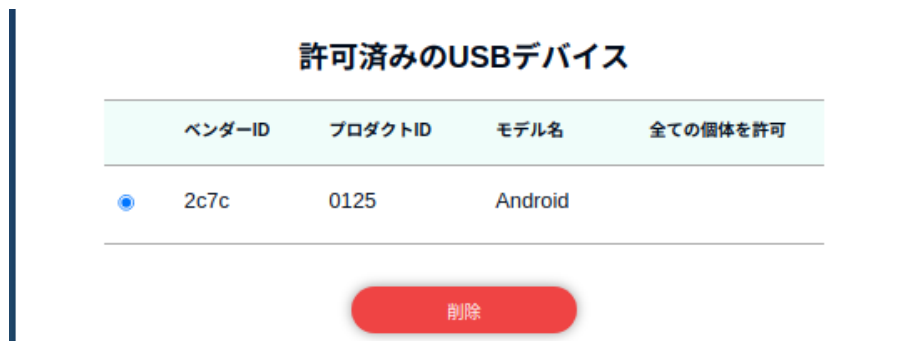 許可済みのUSBデバイス
ベンダーID プロダクトID モデル名 全ての個体を許可
2c7c 0125 Android
削除